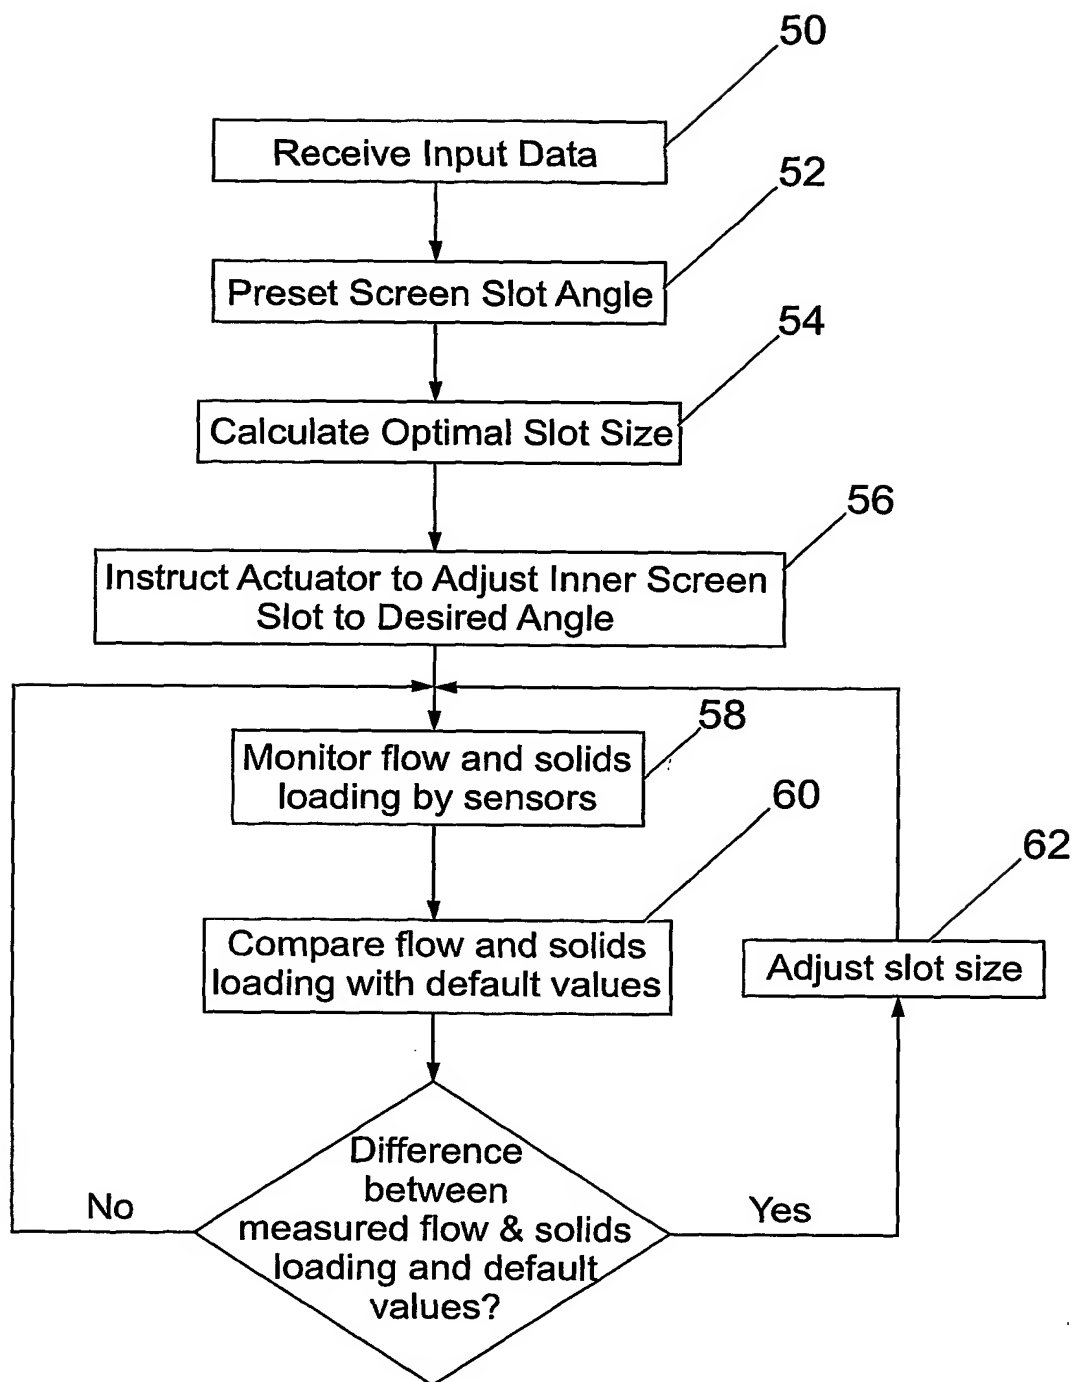 50
Receive Input Data
52
Preset Screen Slot Angle
54
Calculate Optimal Slot Size
56
Instruct Actuator to Adjust Inner Screen
Slot to Desired Angle
58
Monitor flow and solids
loading by sensors
60
Compare flow and solids
loading with default values
62
Adjust slot size
Difference
between
measured flow & solids
loading and default
values?
No
Yes